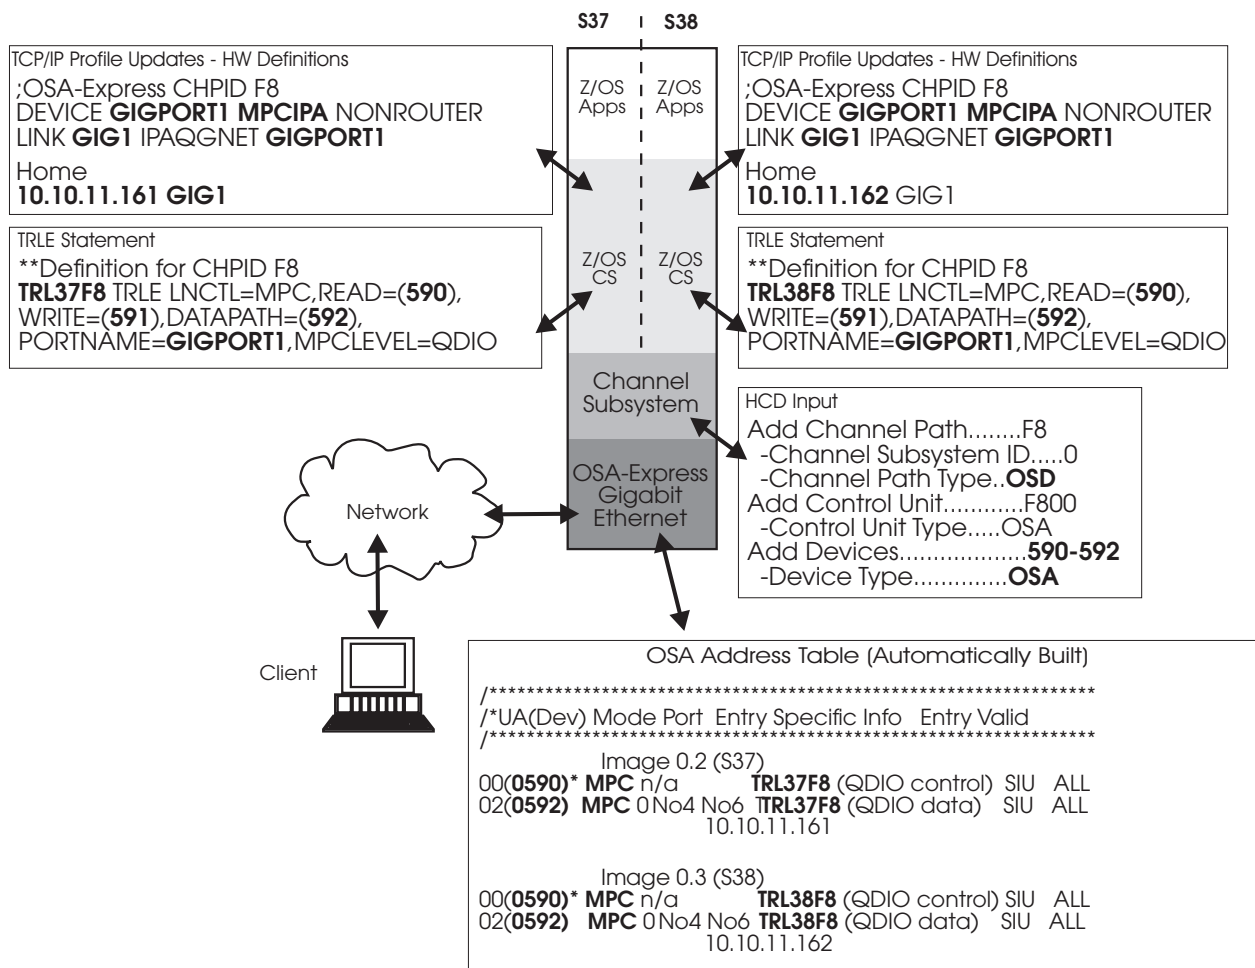 S37 S38
TCP/IP Profile Updates - HW Definitions
;OSA-Express CHPID F8
DEVICE GIGPORT1 MPCIPA NONROUTER
LINK GIG1 IPAQGNET GIGPORT1
Home
10.10.11.161 GIG1
Z/OS
Apps
Z/OS
Apps
TCP/IP Profile Updates - HW Definitions
;OSA-Express CHPID F8
DEVICE GIGPORT1 MPCIPA NONROUTER
LINK GIG1 IPAQGNET GIGPORT1
Home
10.10.11.162 GIG1
TRLE Statement
**Definition for CHPID F8
TRL37F8 TRLE LNCTL=MPC,READ=(590),
WRITE=(591),DATAPATH=(592),
PORTNAME=GIGPORT1,MPCLEVEL=QDIO
Z/OS
CS
Z/OS
CS
TRLE Statement
**Definition for CHPID F8
TRL38F8 TRLE LNCTL=MPC,READ=(590),
WRITE=(591),DATAPATH=(592),
PORTNAME=GIGPORT1,MPCLEVEL=QDIO
Channel
Subsystem
HCD Input
Add Channel Path........F8
-Channel Subsystem ID.....0
-Channel Path Type..OSD
Add Control Unit............F800
-Control Unit Type.....OSA
Add Devices...................590-592
-Device Type..............OSA
OSA-Express
Gigabit
Ethernet
Network
Client
OSA Address Table (Automatically Built)
/*****************************************************************
/*UA(Dev) Mode Port Entry Specific Info Entry Valid
/*****************************************************************
Image 0.2 (S37)
00(0590)* MPC n/a TRL37F8 (QDIO control) SIU ALL
02(0592) MPC 0 No4 No6 TTRL37F8 (QDIO data) SIU ALL
10.10.11.161
Image 0.3 (S38)
00(0590)* MPC n/a TRL38F8 (QDIO control) SIU ALL
02(0592) MPC 0 No4 No6 TRL38F8 (QDIO data) SIU ALL
10.10.11.162